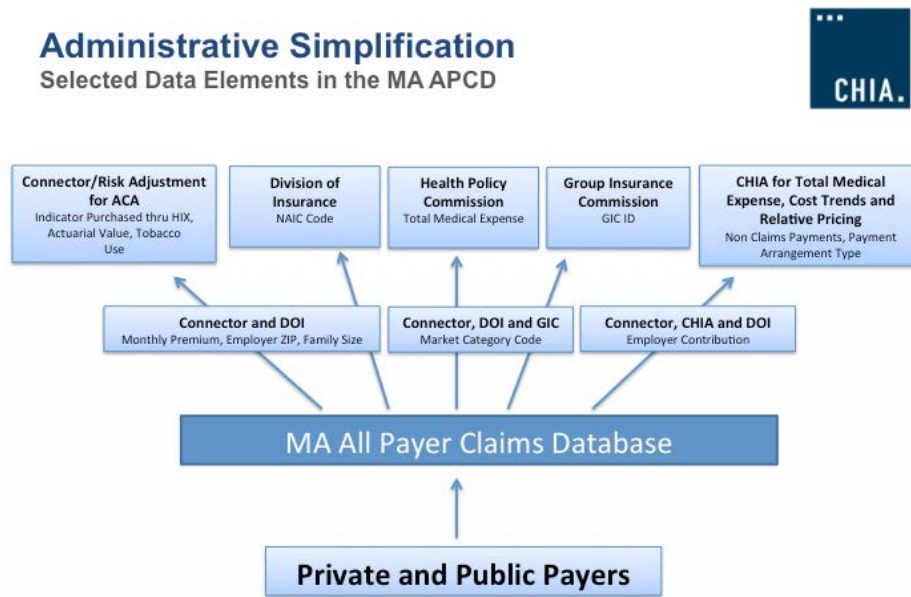 Administrative Simplification
Selected Data Elements in the MA APCD
CHIA.
Connector/Risk Adjustment
for ACA
Indicator Purchased thru HIX,
Actuarial Value, Tobacco
Use
Division of
Insurance
NAIC Code
Health Policy
Commission
Total Medical Expense
Group Insurance
Commission
GIC ID
CHIA for Total Medical
Expense, Cost Trends and
Relative Pricing
Non Claims Payments, Payment
Arrangement Type
Connector and DOI
Monthly Premium, Employer ZIP, Family Size
Connector, DOI and GIC
Market Category Code
Connector, CHIA and DOI
Employer Contribution
MA All Payer Claims Database
Private and Public Payers